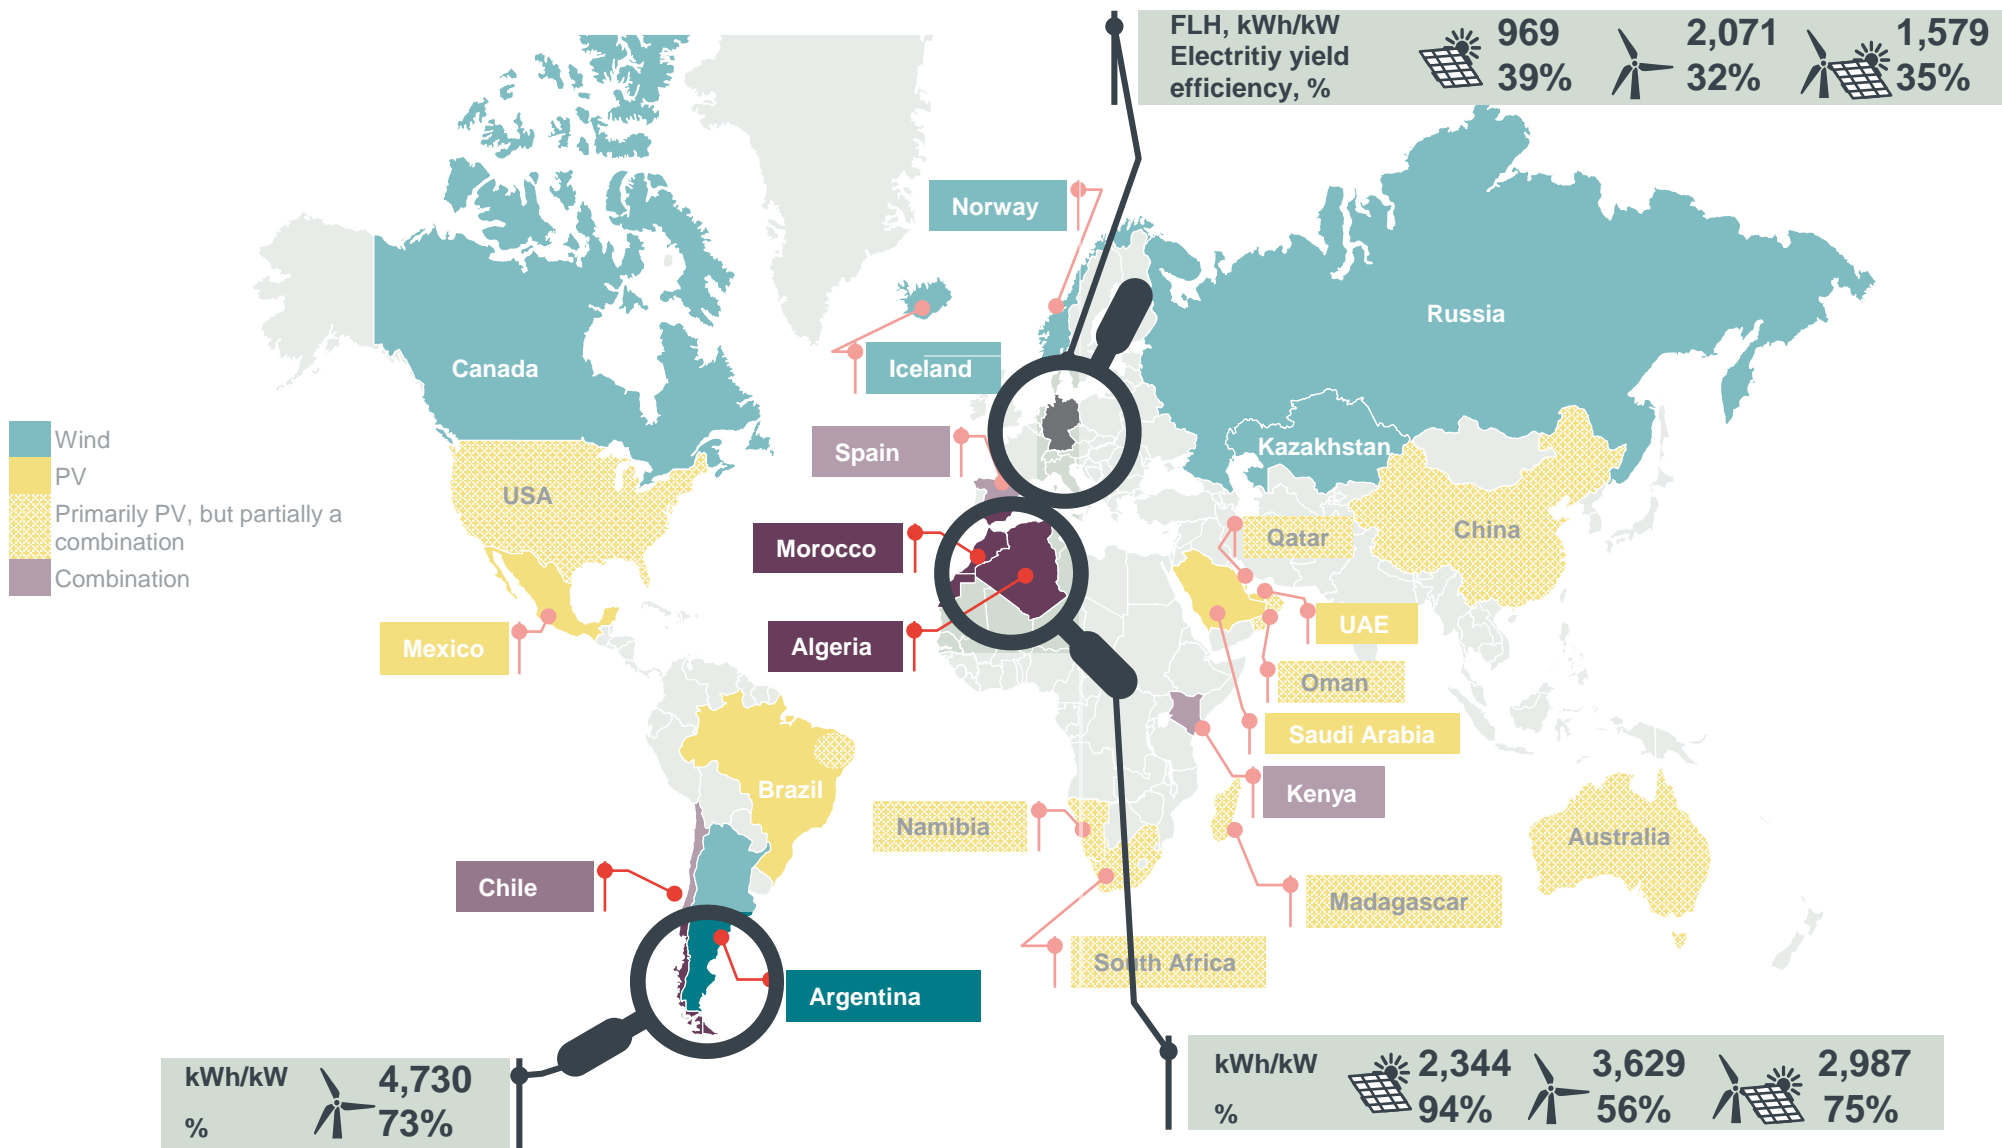 FLH, kWh/kW
Electritiy yield
efficiency, %
969
39%
2,071
32%
1,579
35%
Norway
Russia
Iceland
Canada
Wind
PV
Primarily PV, but partially a
combination
Combination
Spain
Kazakhstan
USA
China
Qatar
Morocco
UAE
Mexico
Algeria
Oman
Saudi Arabia
Brazil
Kenya
Namibia
Australia
Chile
Madagascar
South Africa
Argentina
kWh/kW
%
4,730
73%
kWh/kW
%
2,344
94%
3,629
56%
2,987
75%